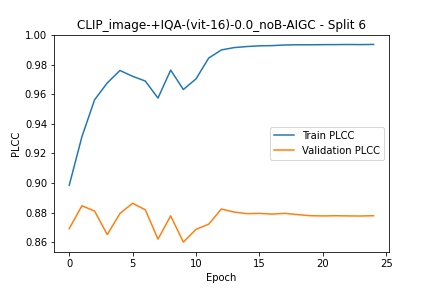 CLIP_image-+IQA-(vit-16)-0.0_noB-AIGC - Split 6
1.00
0.98
0.96
0.94
0.92
0.90
0.88
0.86
PLCC
Train PLCC
Validation PLCC
0 5 10 15 20 25
Epoch